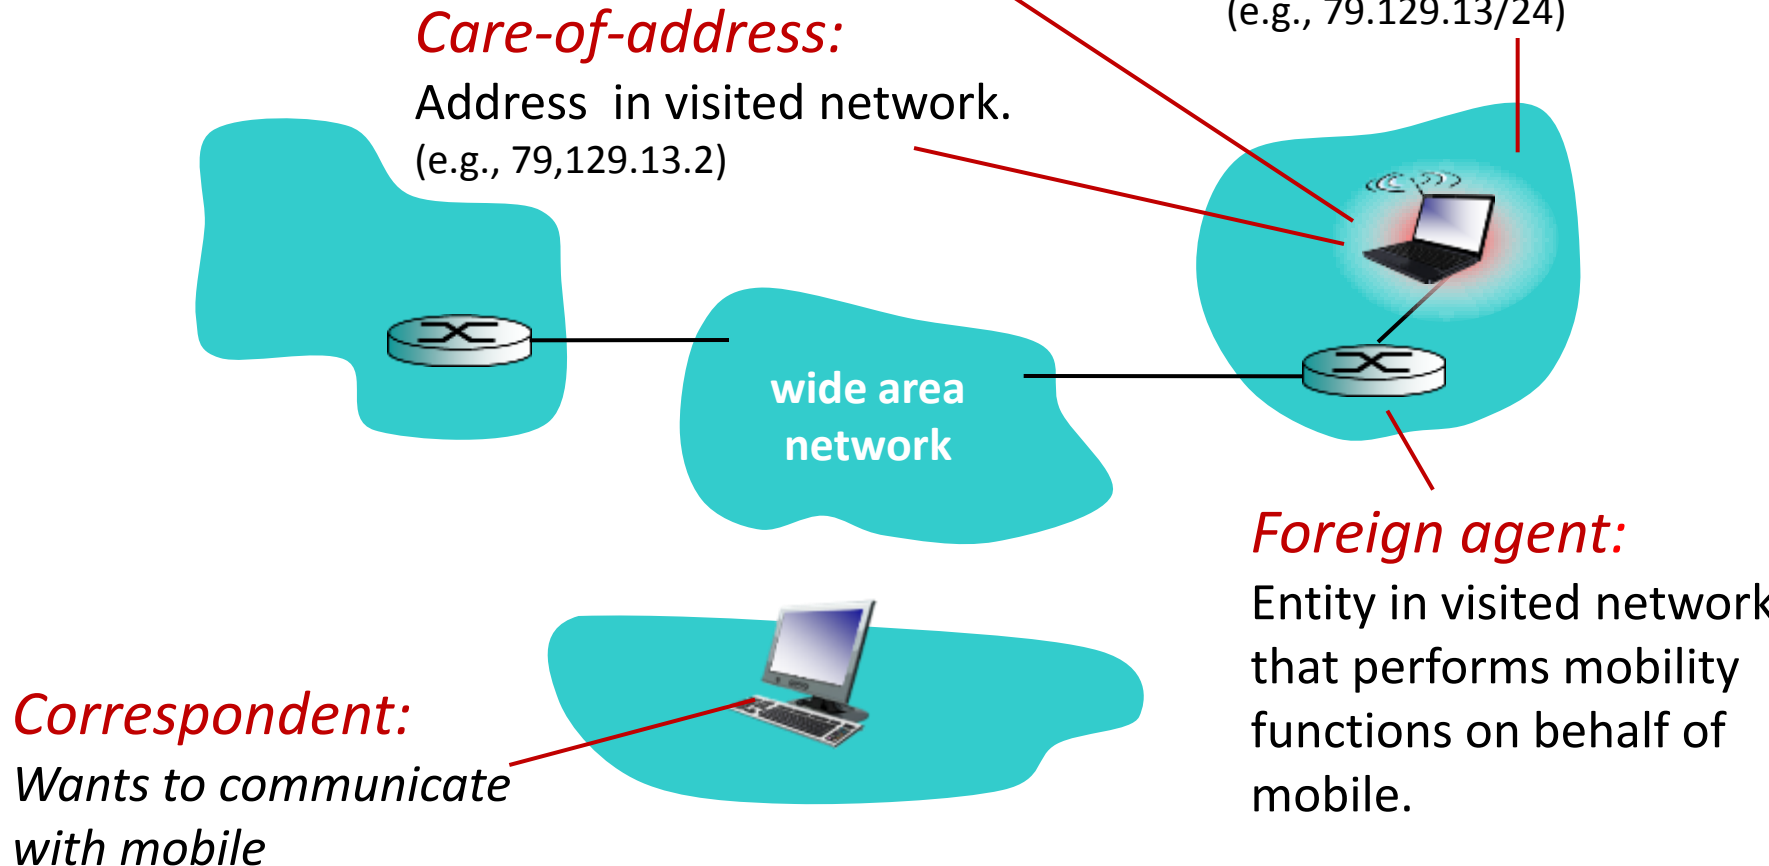 (e.g., 79.129.13/24)
Care-of-address:
Address  in visited network.
(e.g., 79,129.13.2)
wide area
network
Foreign agent:
Entity in visited network
that performs mobility
functions on behalf of
mobile.
Correspondent:
Wants to communicate
with mobile